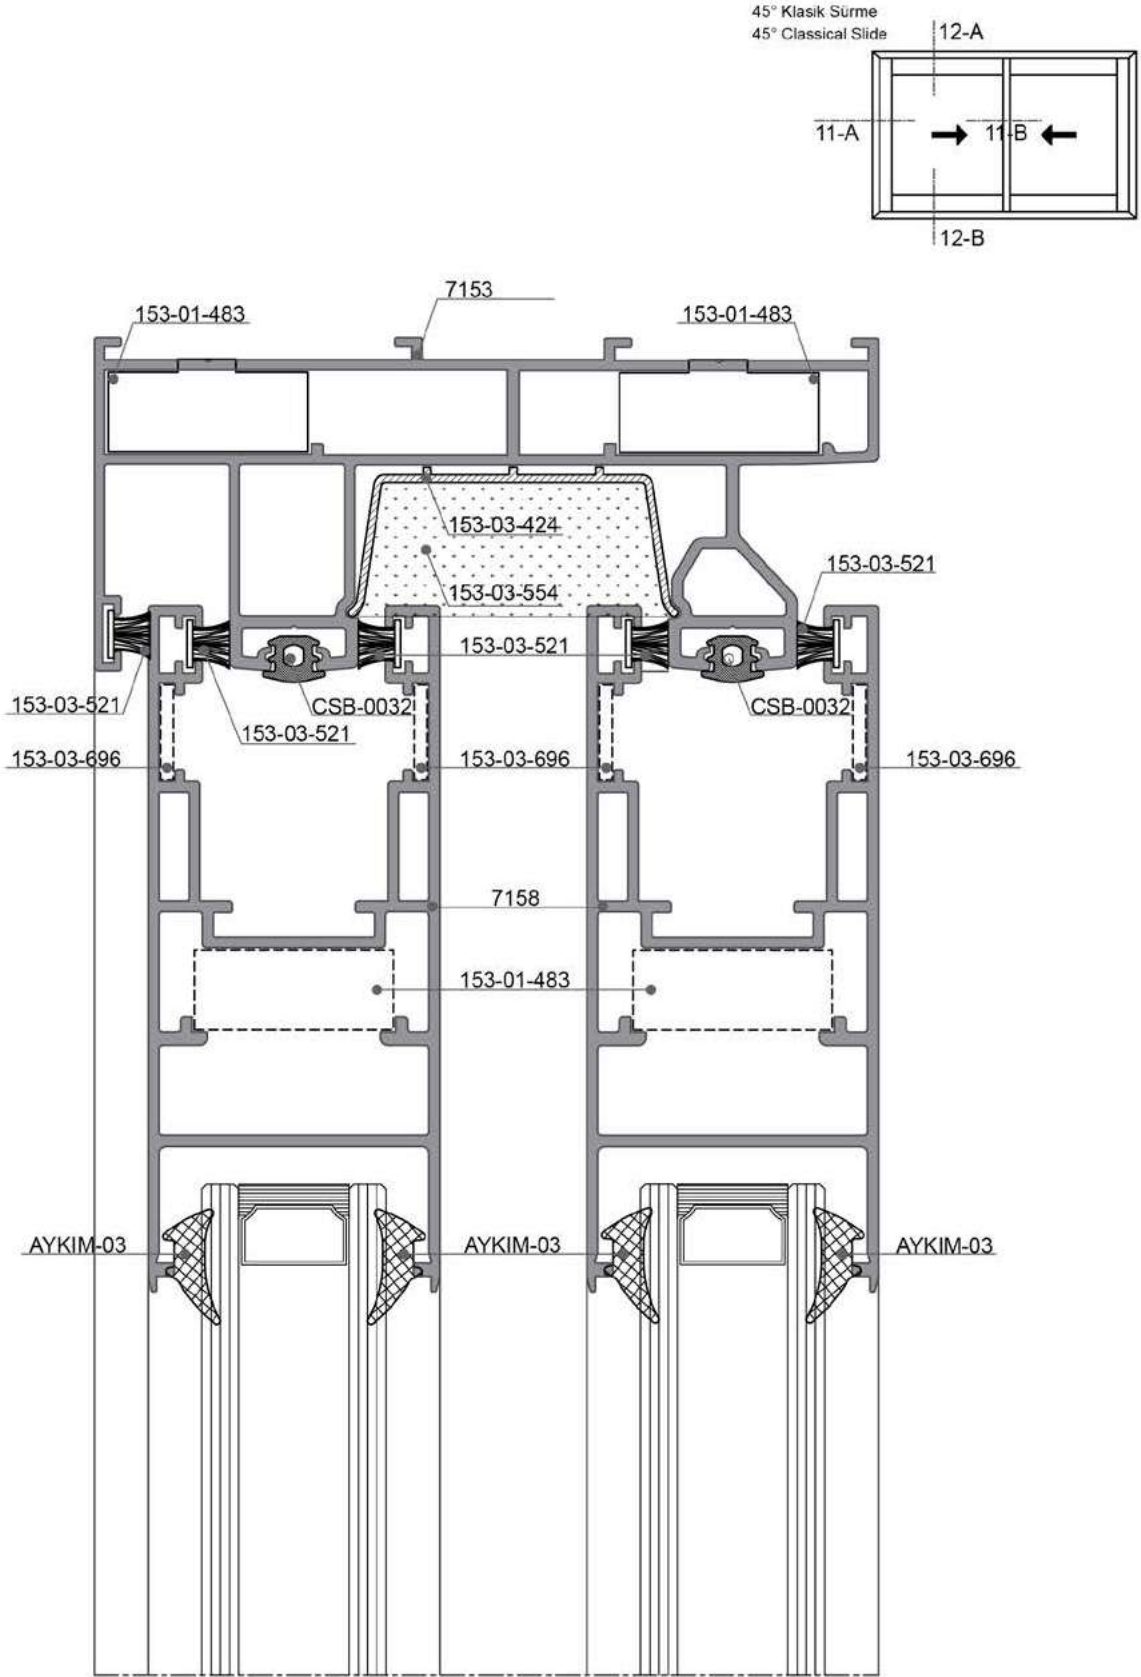 45° Klasik Sürme
45° Classical Slide
12-A
11-A
11-B
12-B
7153
153-01-483
153-01-483
153-03-424
153-03-554
153-03-521
153-03-521
153-03-521
CSB-0032
CSB-0032
153-03-521
153-03-696
153-03-696
153-03-696
7158
153-01-483
AYKIM-03
AYKIM-03
AYKIM-03